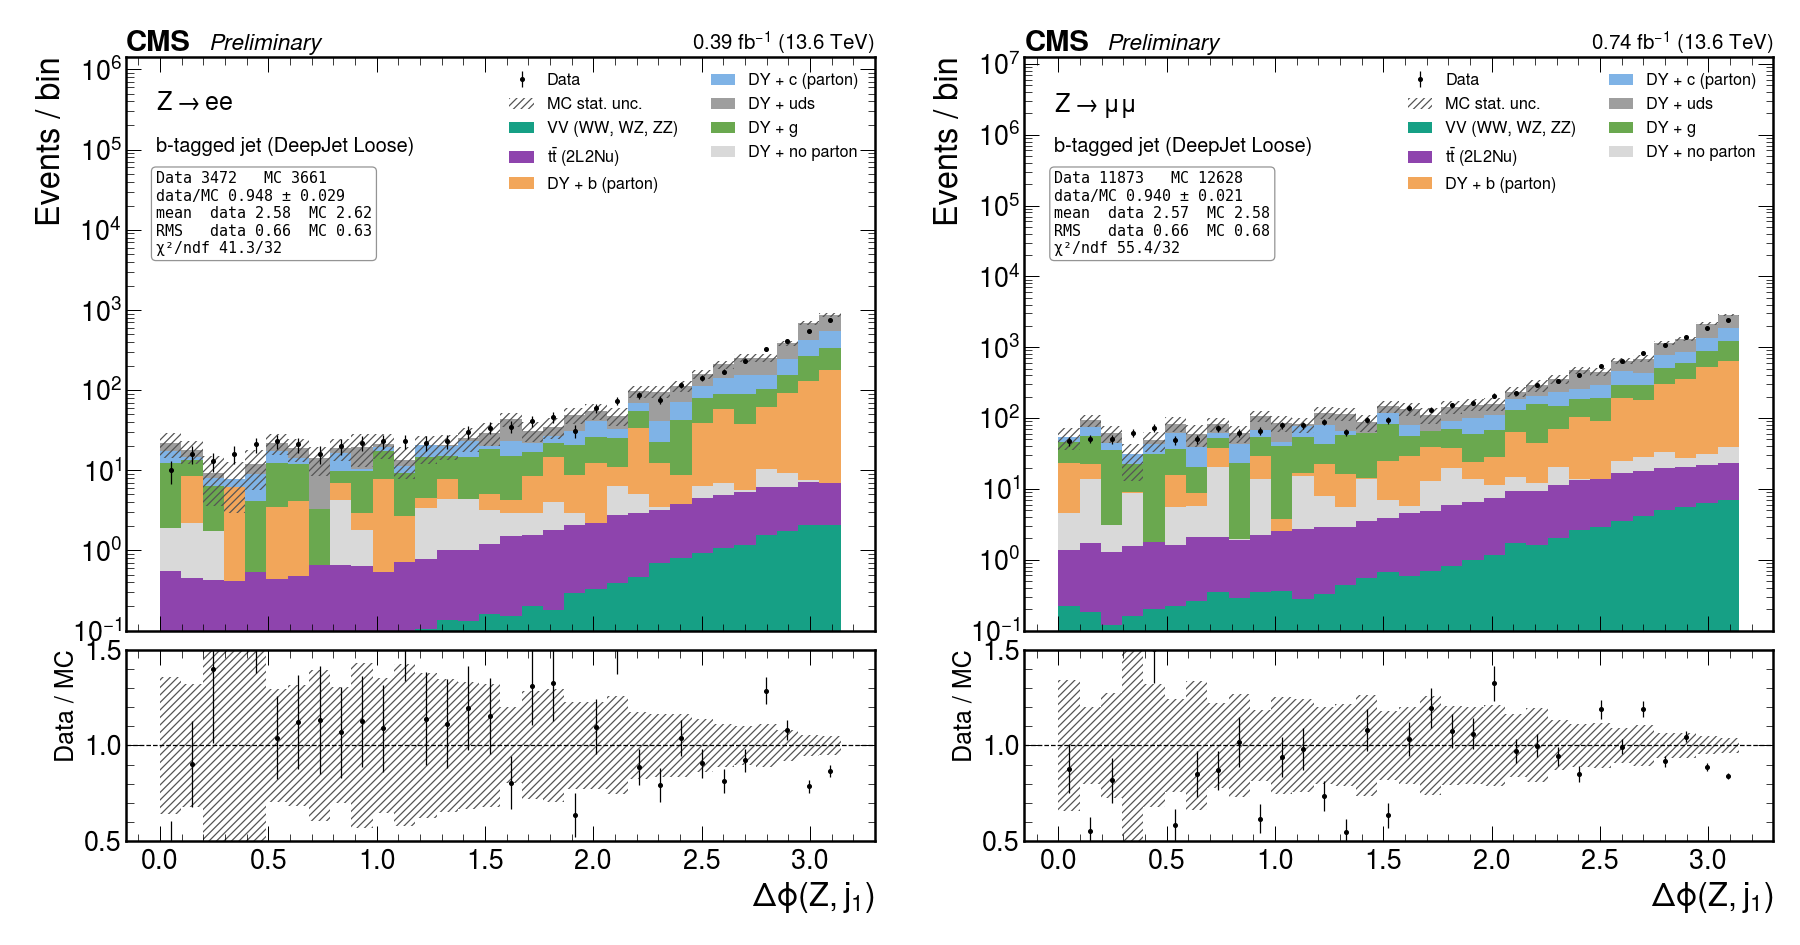 CMS Preliminary 0.39 fb⁻¹ (13.6 TeV)
Events / bin
10⁶
10⁵
10⁴
10³
10²
10¹
10⁰
10⁻¹
Z → ee
b-tagged jet (DeepJet Loose)
Data 3472 MC 3661
data/MC 0.948 ± 0.029
mean data 2.58 MC 2.62
RMS data 0.66 MC 0.63
χ²/ndf 41.3/32
Data
MC stat. unc.
VV (WW, WZ, ZZ)
tt̄ (2L2Nu)
DY + b (parton)
DY + c (parton)
DY + uds
DY + g
DY + no parton
Data / MC
1.5
1.0
0.5
0.0 0.5 1.0 1.5 2.0 2.5 3.0
Δϕ(Z, j₁)
CMS Preliminary 0.74 fb⁻¹ (13.6 TeV)
Events / bin
10⁷
10⁶
10⁵
10⁴
10³
10²
10¹
10⁰
10⁻¹
Z → μμ
b-tagged jet (DeepJet Loose)
Data 11873 MC 12628
data/MC 0.940 ± 0.021
mean data 2.57 MC 2.58
RMS data 0.66 MC 0.68
χ²/ndf 55.4/32
Data
MC stat. unc.
VV (WW, WZ, ZZ)
tt̄ (2L2Nu)
DY + b (parton)
DY + c (parton)
DY + uds
DY + g
DY + no parton
Data / MC
1.5
1.0
0.5
0.0 0.5 1.0 1.5 2.0 2.5 3.0
Δϕ(Z, j₁)